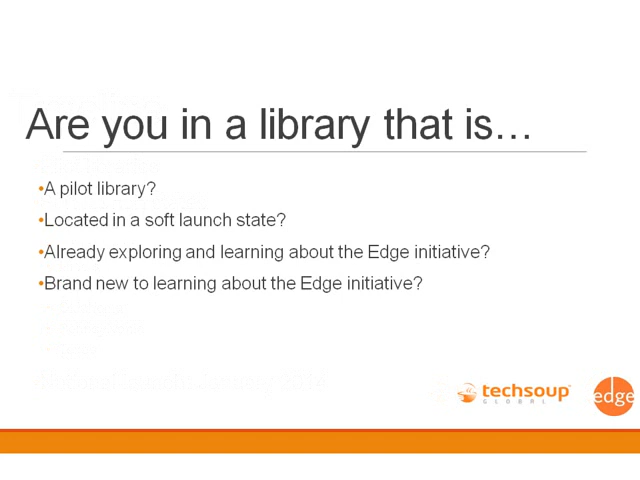 Are you in a library that is…
•A pilot library?
•Located in a soft launch state?
•Already exploring and learning about the Edge initiative?
•Brand new to learning about the Edge initiative?
techsoup
GLOBAL
edge